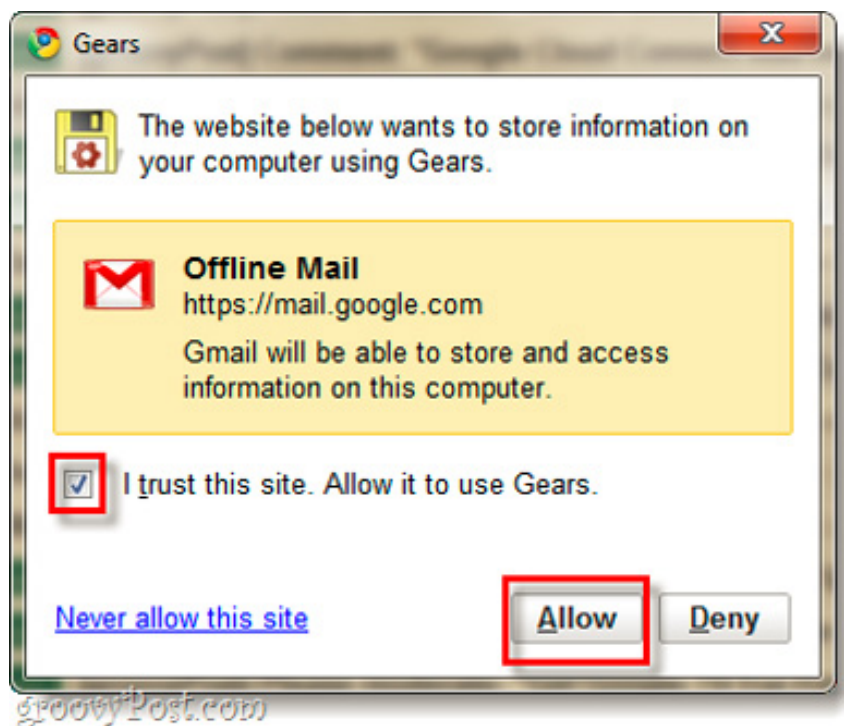 Gears
The website below wants to store information on
your computer using Gears.
Offline Mail
https://mail.google.com
Gmail will be able to store and access
information on this computer.
I trust this site. Allow it to use Gears.
Never allow this site
Allow
Deny
groovyPost.com